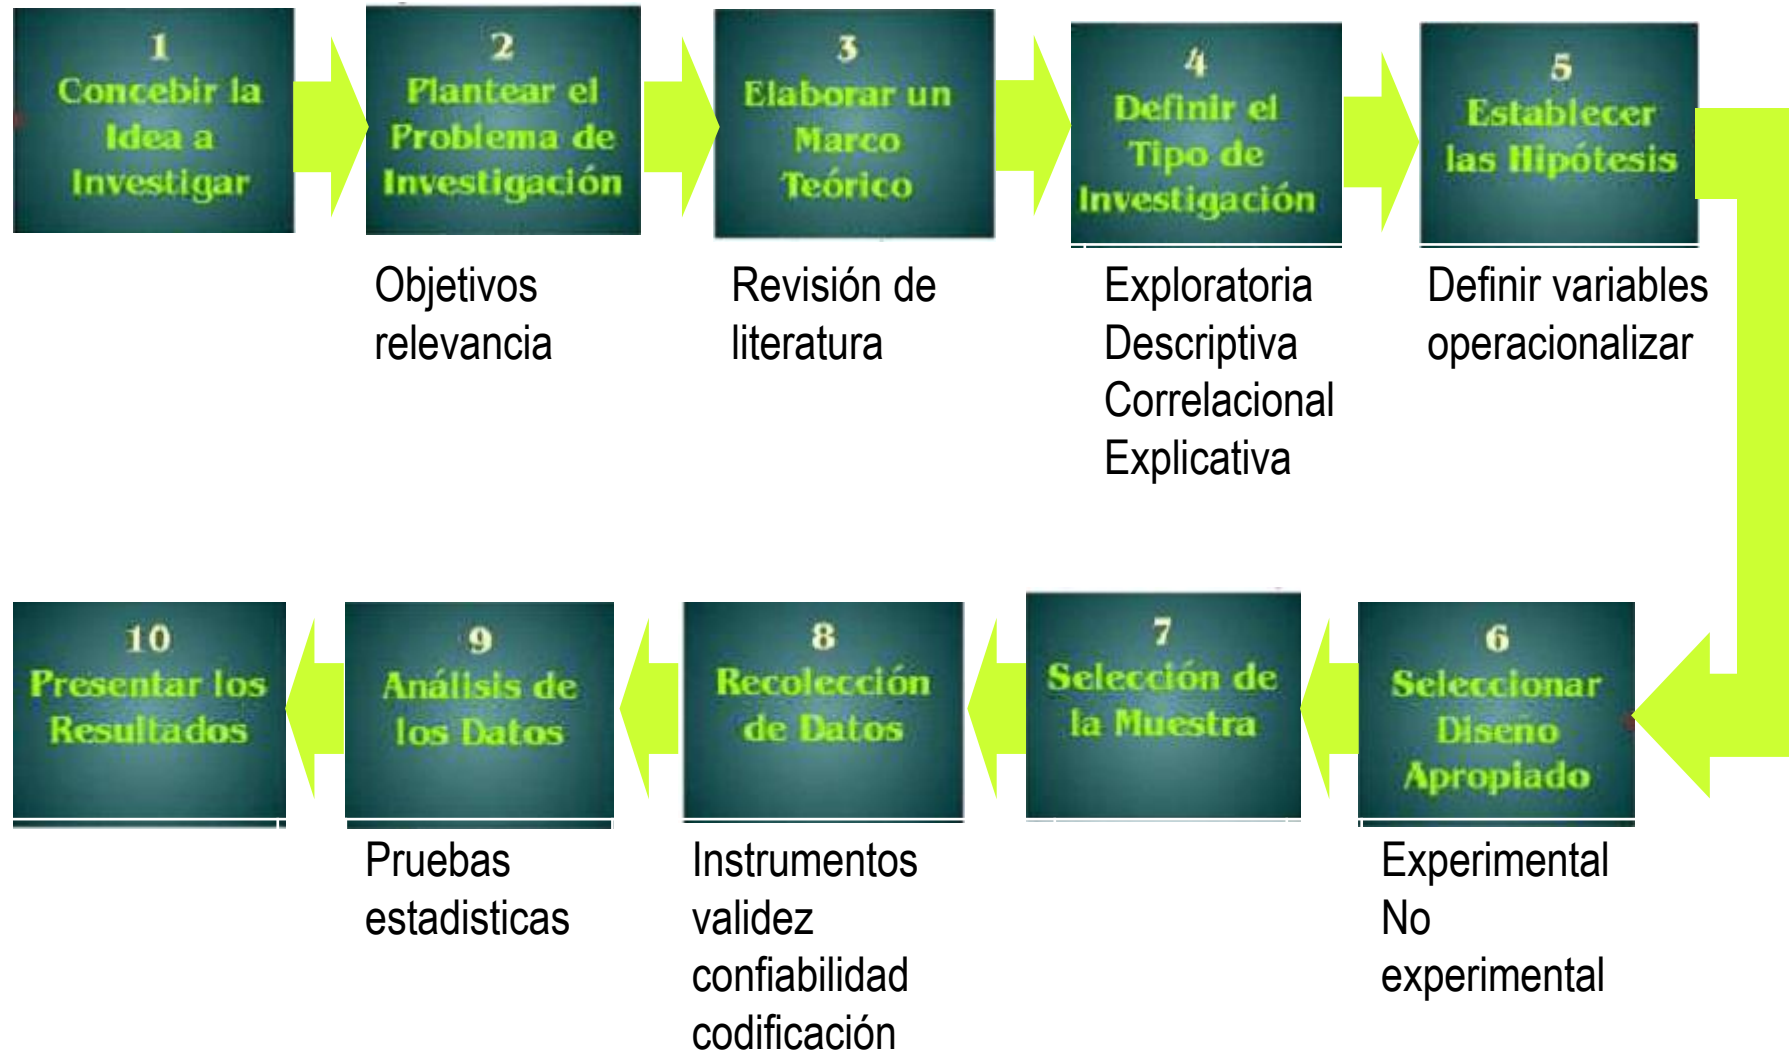 1
Concebir la
Idea a
Investigar
2
Plantear el
Problema de
Investigación
Objetivos
relevancia
3
Elaborar un
Marco
Teórico
Revisión de
literatura
4
Definir el
Tipo de
Investigación
Exploratoria
Descriptiva
Correlacional
Explicativa
5
Establecer
las Hipótesis
Definir variables
operacionalizar
6
Seleccionar
Diseño
Apropiado
Experimental
No
experimental
7
Selección de
la Muestra
8
Recolección
de Datos
Instrumentos
validez
confiabilidad
codificación
9
Análisis de
los Datos
Pruebas
estadisticas
10
Presentar los
Resultados